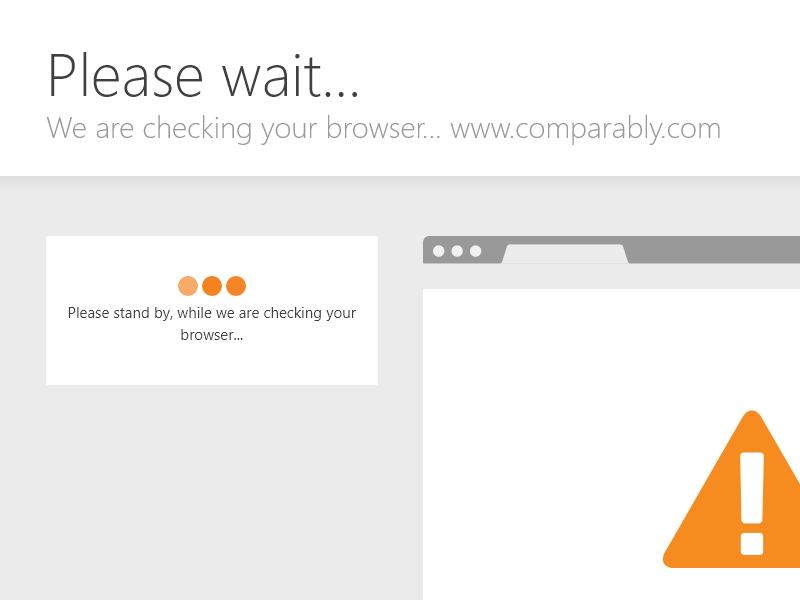 Please wait...
We are checking your browser... www.comparably.com
Please stand by, while we are checking your
browser...